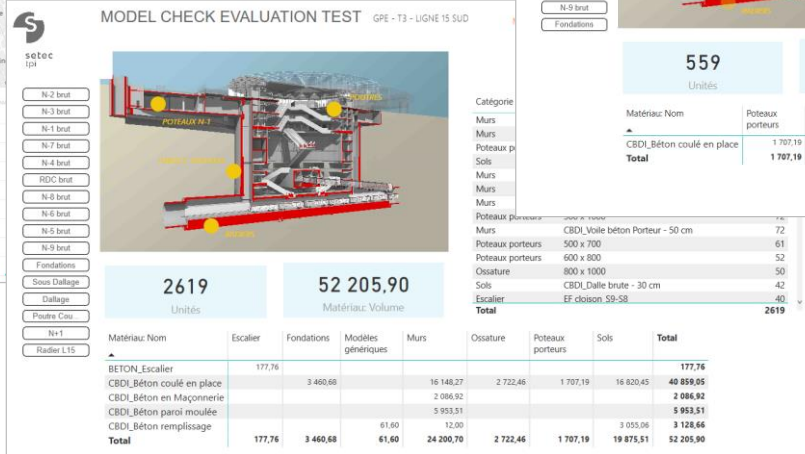 MODEL CHECK EVALUATION TEST GPE - T3 - LIGNE 15 SUD
setec
ipi
N-2 brut
N-3 brut
N-1 brut
N-7 brut
N-4 brut
RDC brut
N-8 brut
N-6 brut
N-5 brut
N-9 brut
Fondations
Sous Dallage
Dallage
Poutre Cou...
N+1
Radier L15
POTEAUX N-1
POUTRES
2619
Unités
52 205,90
Matériau: Volume
Catégorie
Murs
Murs
Poteaux p
Sols
Murs
Murs
Murs
Poteaux porteurs 500 x 1000 72
Murs CBDI_Voile béton Porteur - 50 cm 72
Poteaux porteurs 500 x 700 61
Poteaux porteurs 600 x 800 52
Ossature 800 x 1000 50
Sols CBDI_Dalle brute - 30 cm 42
Escalier EF cloison S9-S8 40
Total 2619
N-9 brut
Fondations
559
Unités
Matériau: Nom Poteaux porteurs
CBDI_Béton coulé en place 1 707,19
Total 1 707,19
Matériau: Nom Escalier Fondations Modèles génériques Murs Ossature Poteaux porteurs Sols Total
BETON_Escalier 177,76 177,76
CBDI_Béton coulé en place 3 460,68 16 148,27 2 722,46 1 707,19 16 820,45 40 859,05
CBDI_Béton en Maçonnerie 2 086,92 2 086,92
CBDI_Béton paroi moulée 5 953,51 5 953,51
CBDI_Béton remplissage 61,60 12,00 3 055,06 3 128,66
Total 177,76 3 460,68 61,60 24 200,70 2 722,46 1 707,19 19 875,51 52 205,90